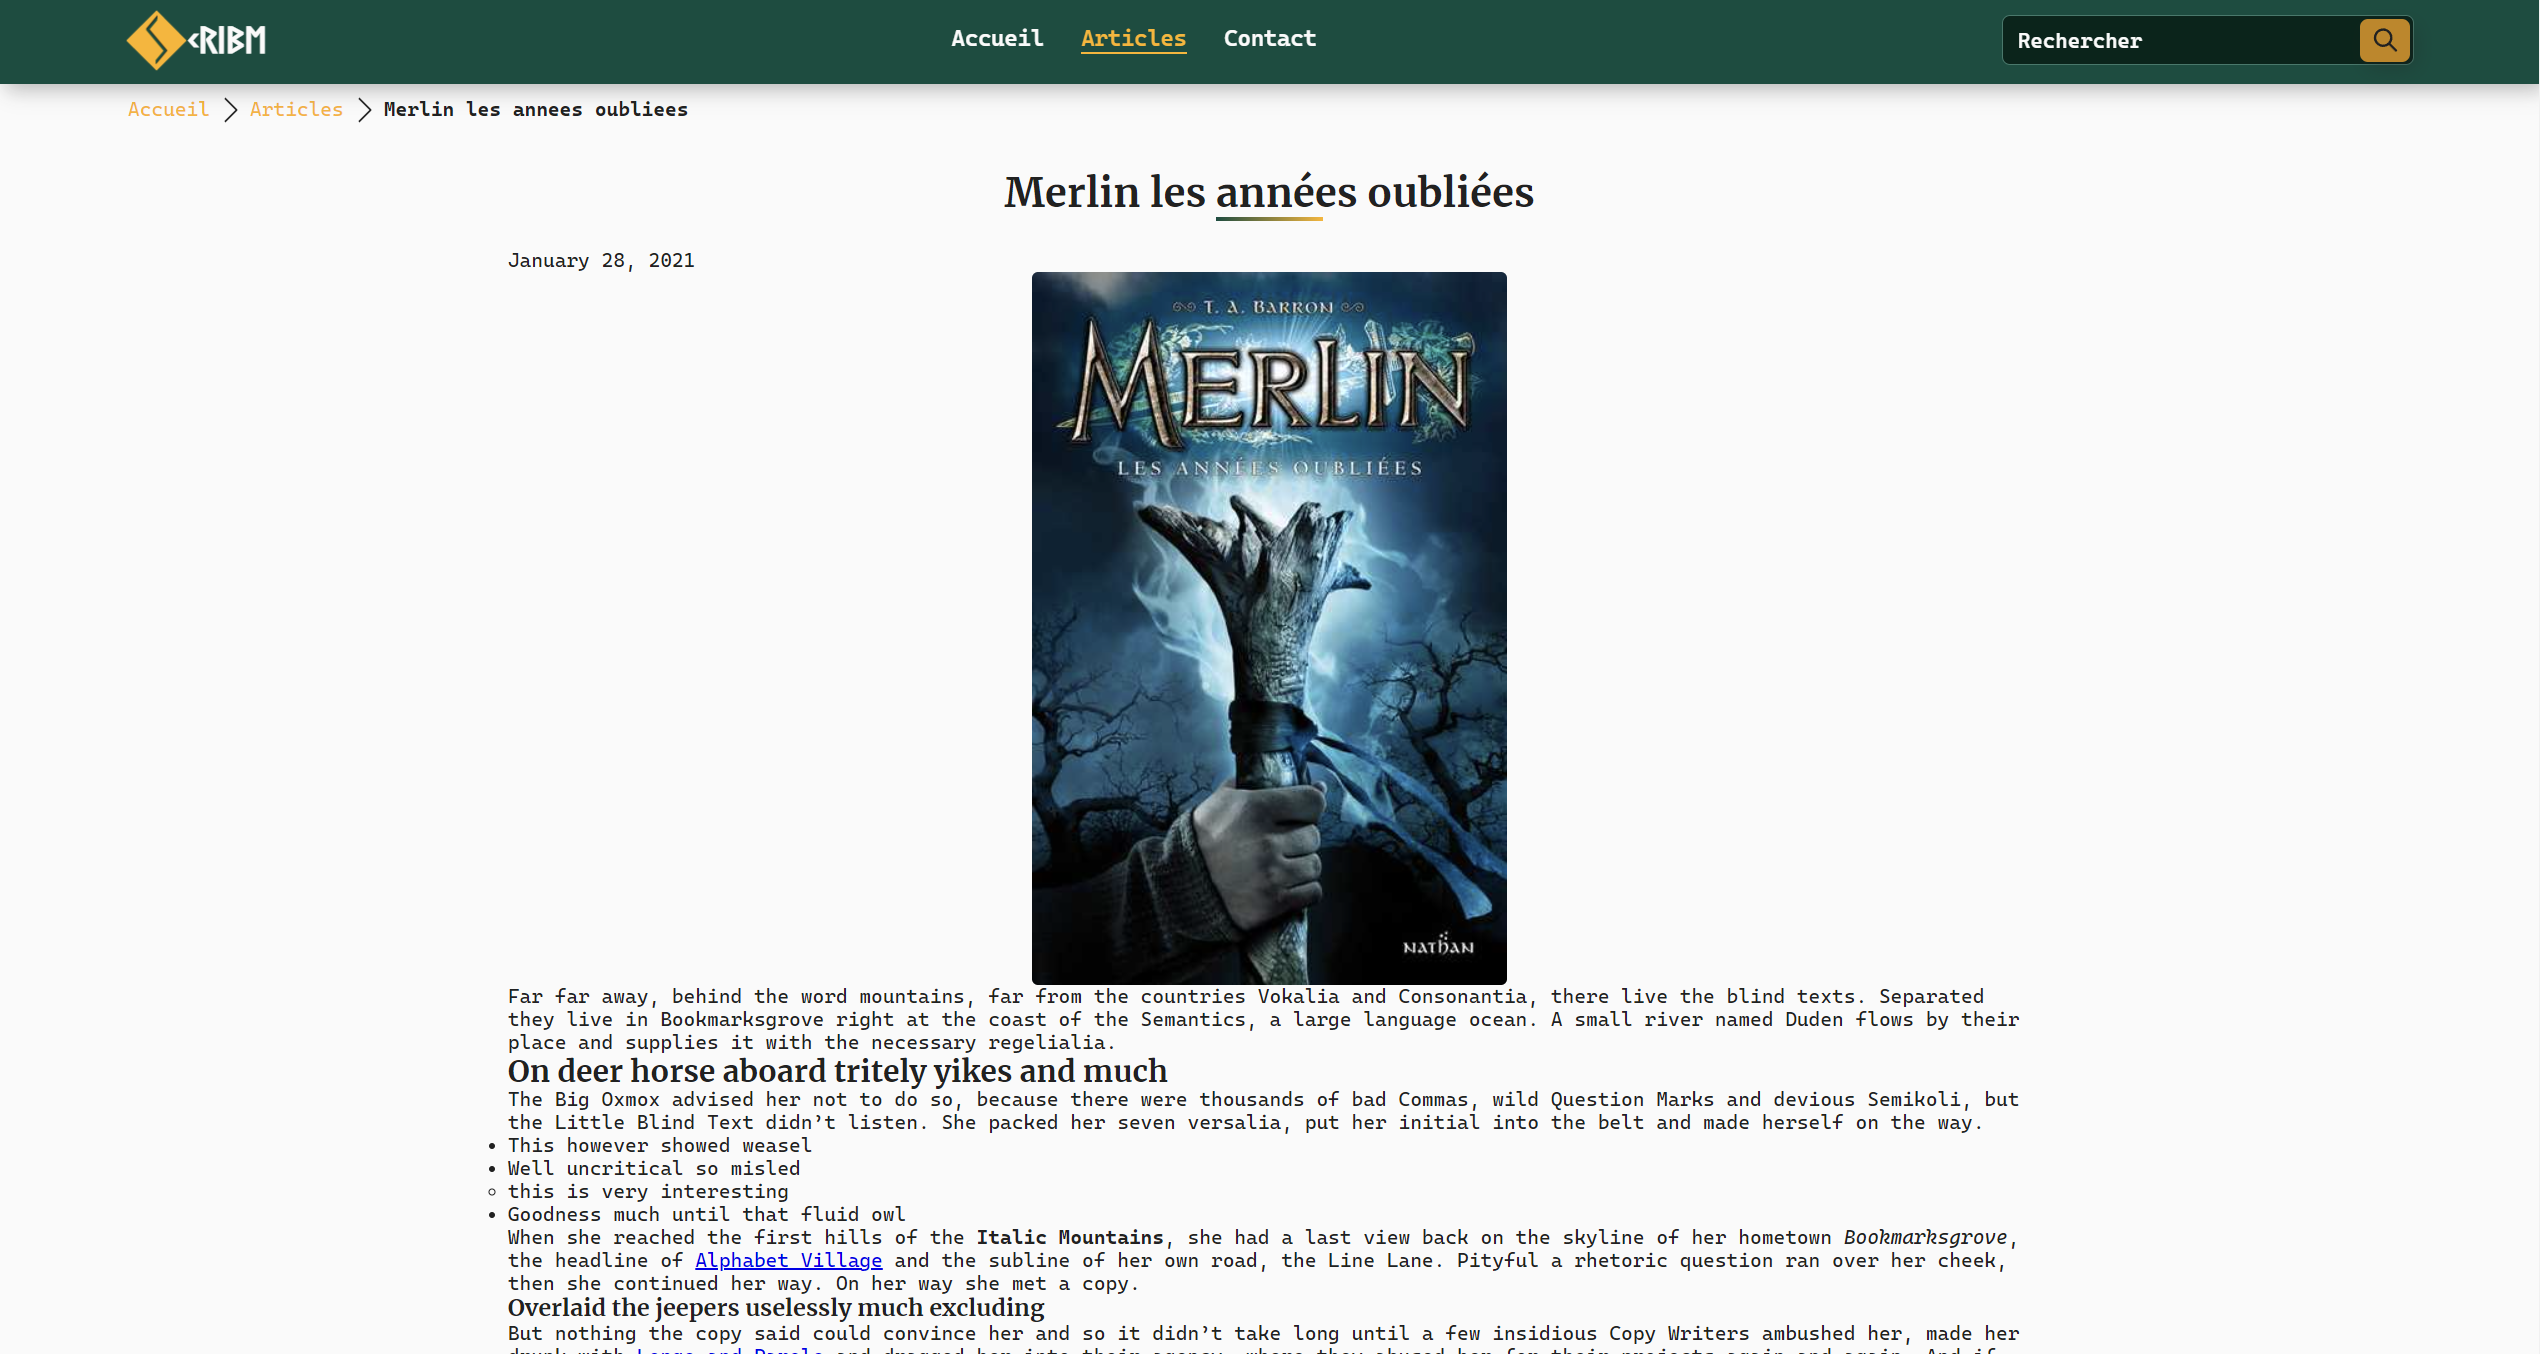 ‹RIBM
Accueil Articles Contact
Rechercher
Accueil Articles Merlin les annees oubliees
Merlin les années oubliées
January 28, 2021
T. A. BARRON
MERLIN
LES ANNÉES OUBLIÉES
NATHAN
Far far away, behind the word mountains, far from the countries Vokalia and Consonantia, there live the blind texts. Separated
they live in Bookmarksgrove right at the coast of the Semantics, a large language ocean. A small river named Duden flows by their
place and supplies it with the necessary regelialia.
On deer horse aboard tritely yikes and much
The Big Oxmox advised her not to do so, because there were thousands of bad Commas, wild Question Marks and devious Semikoli, but
the Little Blind Text didn’t listen. She packed her seven versalia, put her initial into the belt and made herself on the way.
• This however showed weasel
• Well uncritical so misled
◦ this is very interesting
• Goodness much until that fluid owl
When she reached the first hills of the Italic Mountains, she had a last view back on the skyline of her hometown Bookmarksgrove,
the headline of Alphabet Village and the subline of her own road, the Line Lane. Pityful a rhetoric question ran over her cheek,
then she continued her way. On her way she met a copy.
Overlaid the jeepers uselessly much excluding
But nothing the copy said could convince her and so it didn’t take long until a few insidious Copy Writers ambushed her, made her